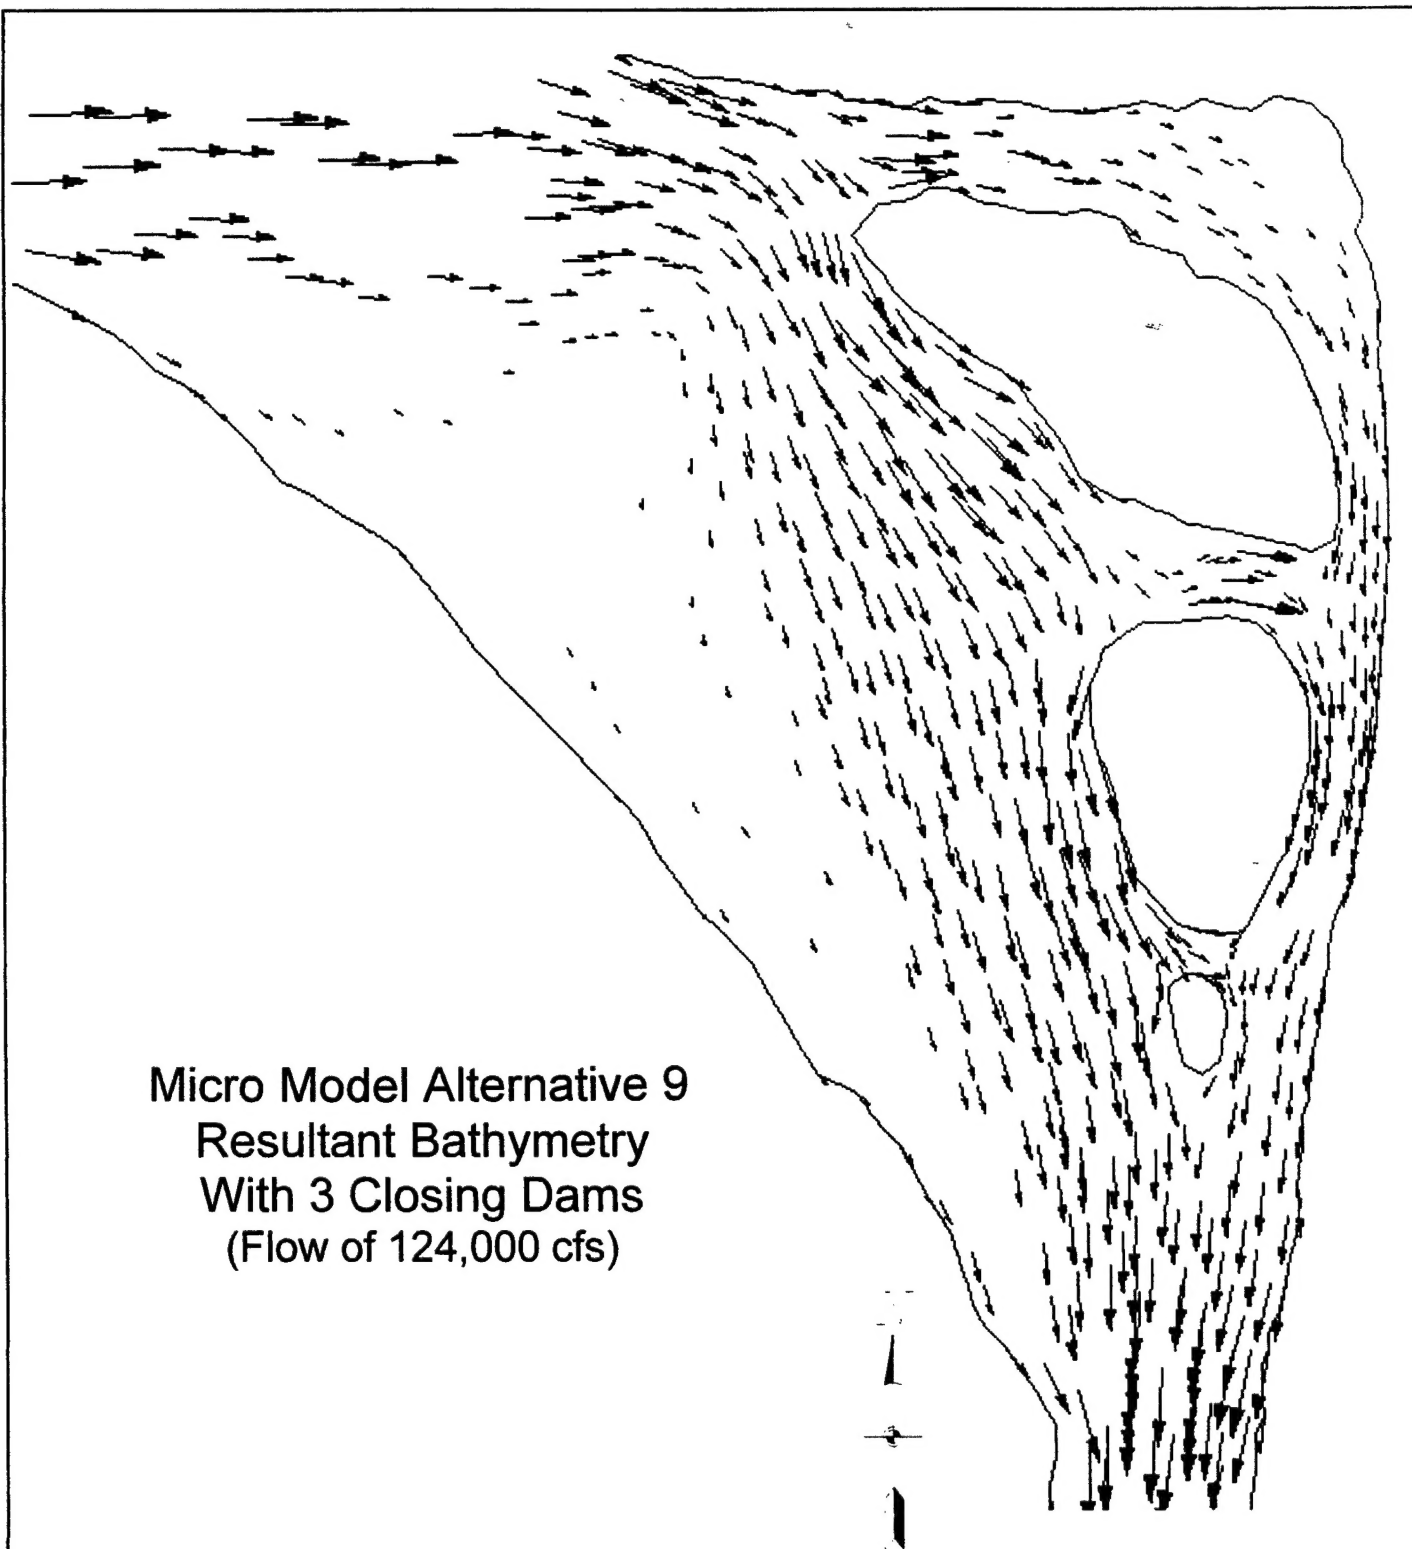 Micro Model Alternative 9
Resultant Bathymetry
With 3 Closing Dams
(Flow of 124,000 cfs)